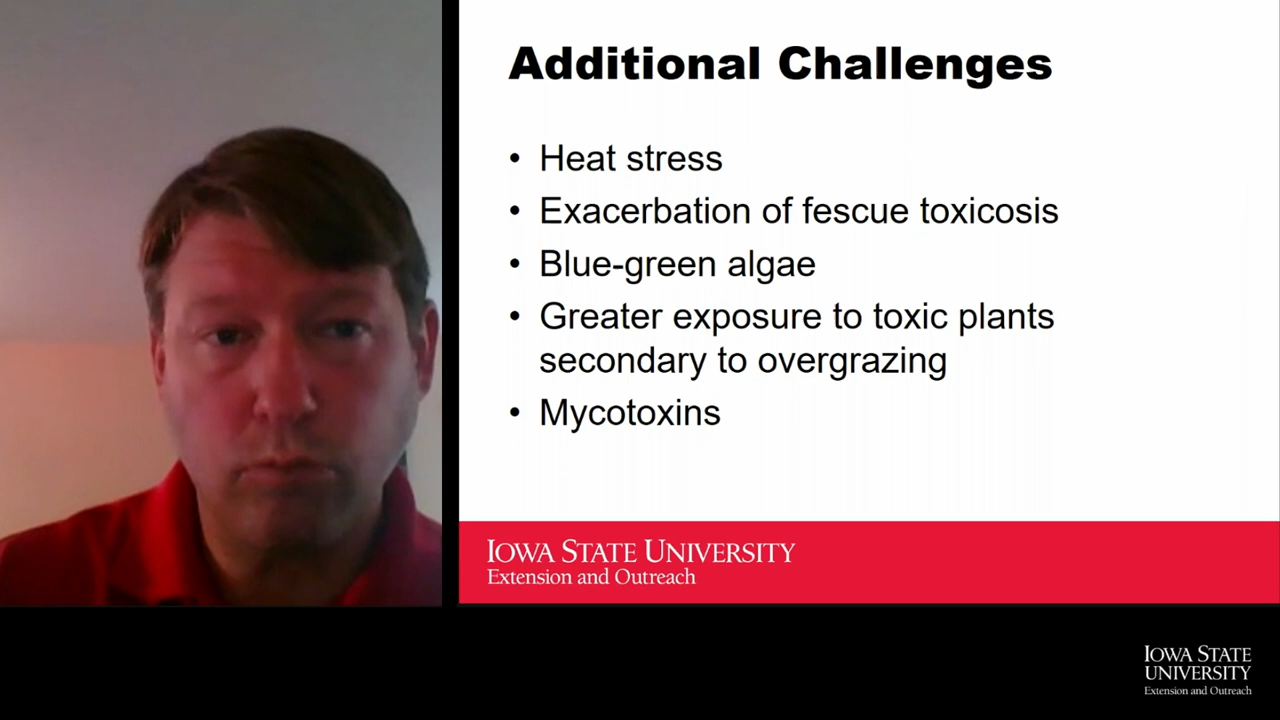 Additional Challenges
• Heat stress
• Exacerbation of fescue toxicosis
• Blue-green algae
• Greater exposure to toxic plants
secondary to overgrazing
• Mycotoxins
IOWA STATE UNIVERSITY
Extension and Outreach
IOWA STATE
UNIVERSITY
Extension and Outreach